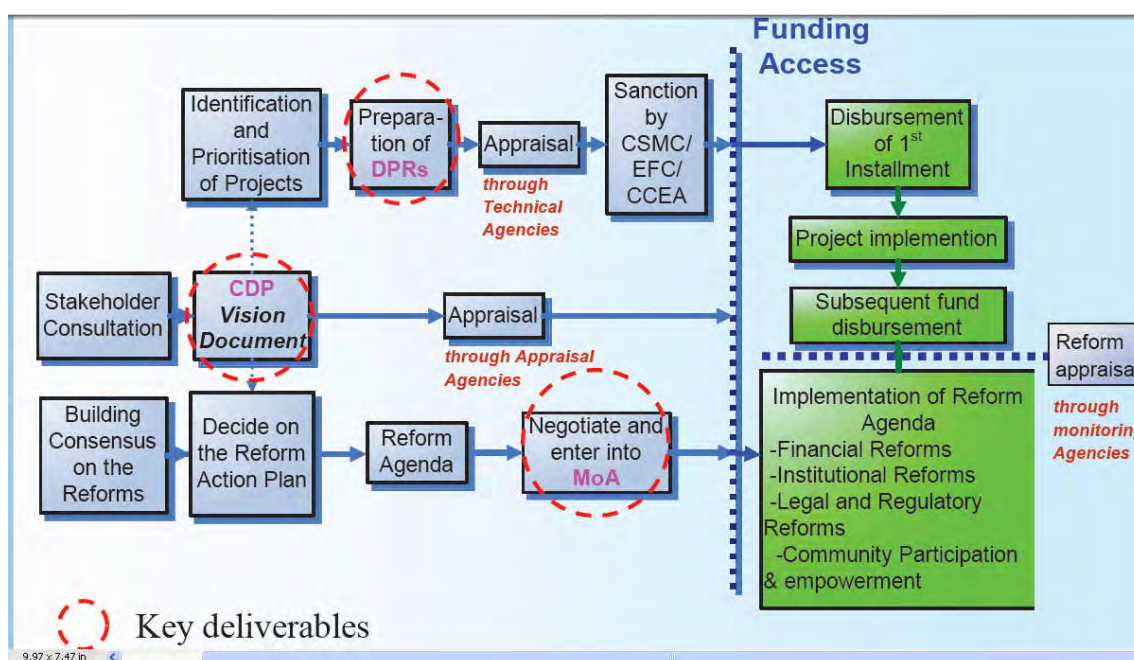 Funding
Access
Identification
and
Prioritisation
of Projects
Prepara-
tion of
DPRs
Appraisal
through
Technical
Agencies
Sanction
by
CSMC/
EFC/
CCEA
Disbursement
of 1st
Installment
Project implemention
Subsequent fund
disbursement
Stakeholder
Consultation
CDP
Vision
Document
Appraisal
through Appraisal
Agencies
Reform
appraisa
through
monitoring
Agencies
Building
Consensus
on the
Reforms
Decide on
the Reform
Action Plan
Reform
Agenda
Negotiate and
enter into
MoA
Implementation of Reform
Agenda
-Financial Reforms
-Institutional Reforms
-Legal and Regulatory
Reforms
-Community Participation
& empowerment
Key deliverables
9.97 x 7.47 in